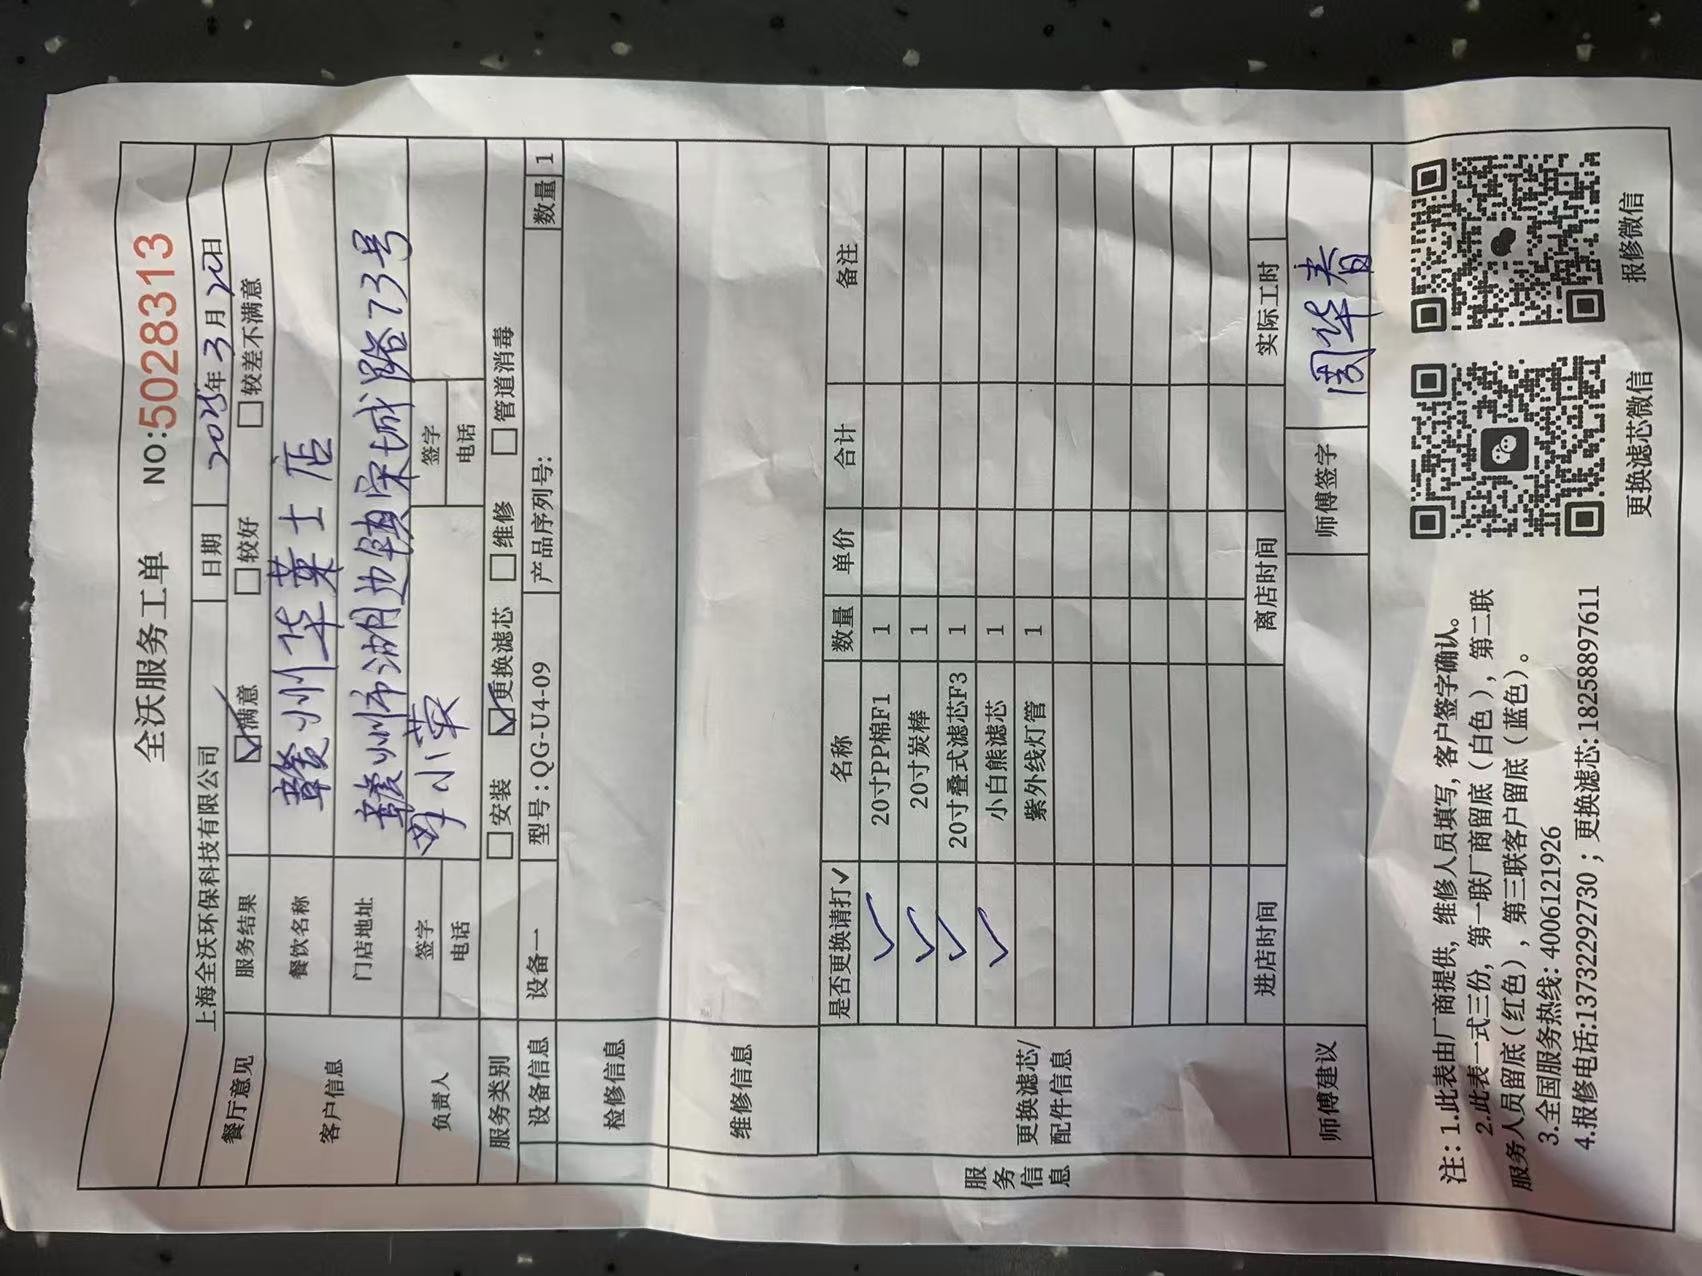 全沃服务工单 NO:5028313
上海全沃环保科技有限公司 日期 2025年3月21日
餐厅意见 服务结果 ☑满意 □较好 □较差不满意
客户信息 餐饮名称 赣州华莱士店
门店地址 赣州市湖边镇宋城路73号
负责人 签字 小英 签字
电话 电话
服务类别 □安装 ☑更换滤芯 □维修 □管道消毒
设备信息 设备一 型号:QG-U4-09 产品序列号: 数量 1
检修信息
维修信息
服务信息
更换滤芯/配件信息
是否更换请打✓ 名称 数量 单价 合计 备注
✓ 20寸PP棉F1 1
✓ 20寸炭棒 1
✓ 20寸叠式滤芯F3 1
✓ 小白熊滤芯 1
紫外线灯管 1
进店时间 离店时间 实际工时
师傅建议 师傅签字 周华春
注:1.此表由厂商提供,维修人员填写,客户签字确认。
2.此表一式三份,第一联厂商留底(白色),第二联
服务人员留底(红色),第三联客户留底(蓝色)。
3.全国服务热线:4006121926
4.报修电话:13732292730;更换滤芯:18258897611
更换滤芯微信 报修微信